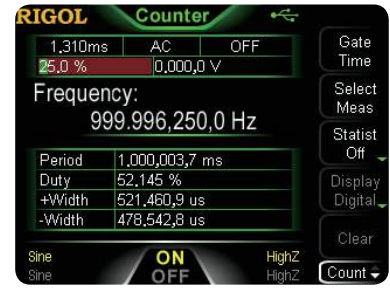 RIGOL Counter
1.310ms AC OFF
25.0 % 0.000,0 V
Frequency:
999.996,250,0 Hz
Period 1.000,003,7 ms
Duty 52.145 %
+Width 521.460,9 us
-Width 478.542,8 us
Sine ON HighZ
Sine OFF HighZ
Gate
Time
Select
Meas
Statist
Off
Display
Digital
Clear
Count